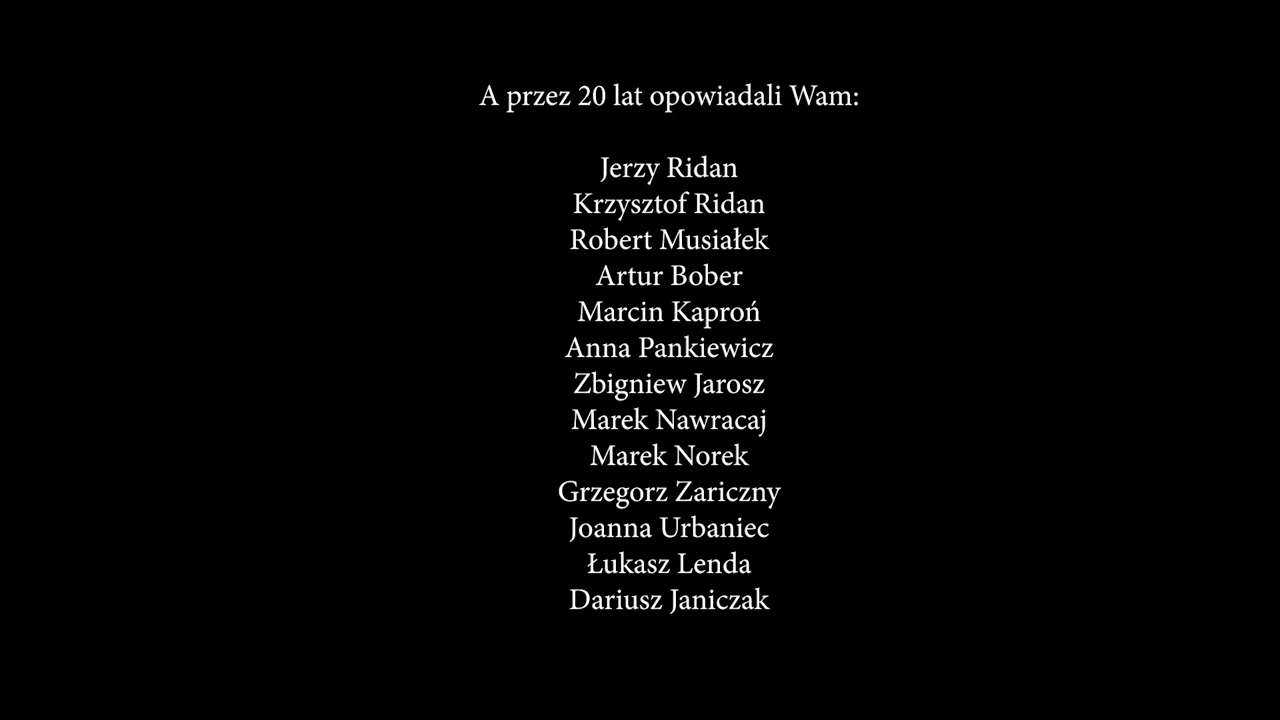 A przez 20 lat opowiadali Wam:
Jerzy Ridan
Krzysztof Ridan
Robert Musiałek
Artur Bober
Marcin Kaproń
Anna Pankiewicz
Zbigniew Jarosz
Marek Nawracaj
Marek Norek
Grzegorz Zariczny
Joanna Urbaniec
Łukasz Lenda
Dariusz Janiczak